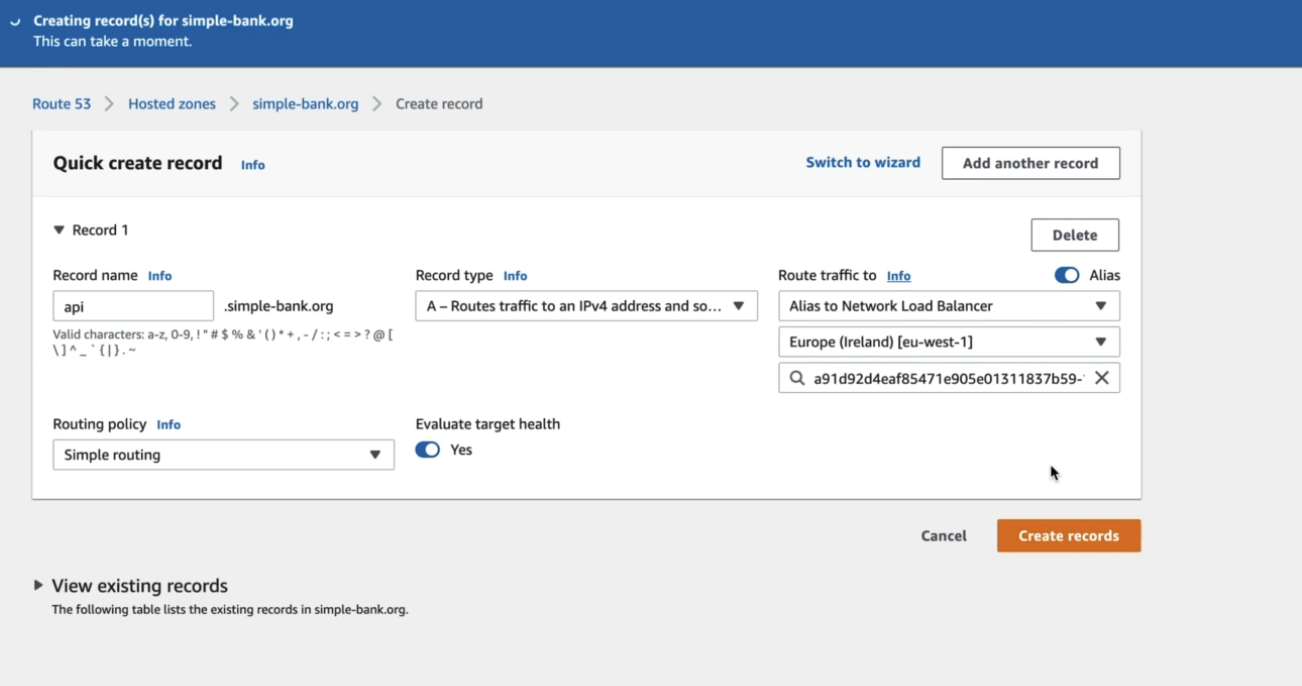 Creating record(s) for simple-bank.org
This can take a moment.
Route 53 > Hosted zones > simple-bank.org > Create record
Quick create record Info Switch to wizard Add another record
▼ Record 1 Delete
Record name Info Record type Info Route traffic to Info Alias
api .simple-bank.org A – Routes traffic to an IPv4 address and so... ▼ Alias to Network Load Balancer ▼
Valid characters: a-z, 0-9, ! " # $ % & ' ( ) * + , - / : ; < = > ? @ [
\ ] ^ _ ` { | } . ~
Europe (Ireland) [eu-west-1] ▼
a91d92d4eaf85471e905e01311837b59-
Routing policy Info Evaluate target health
Simple routing ▼ Yes
Cancel Create records
▶ View existing records
The following table lists the existing records in simple-bank.org.